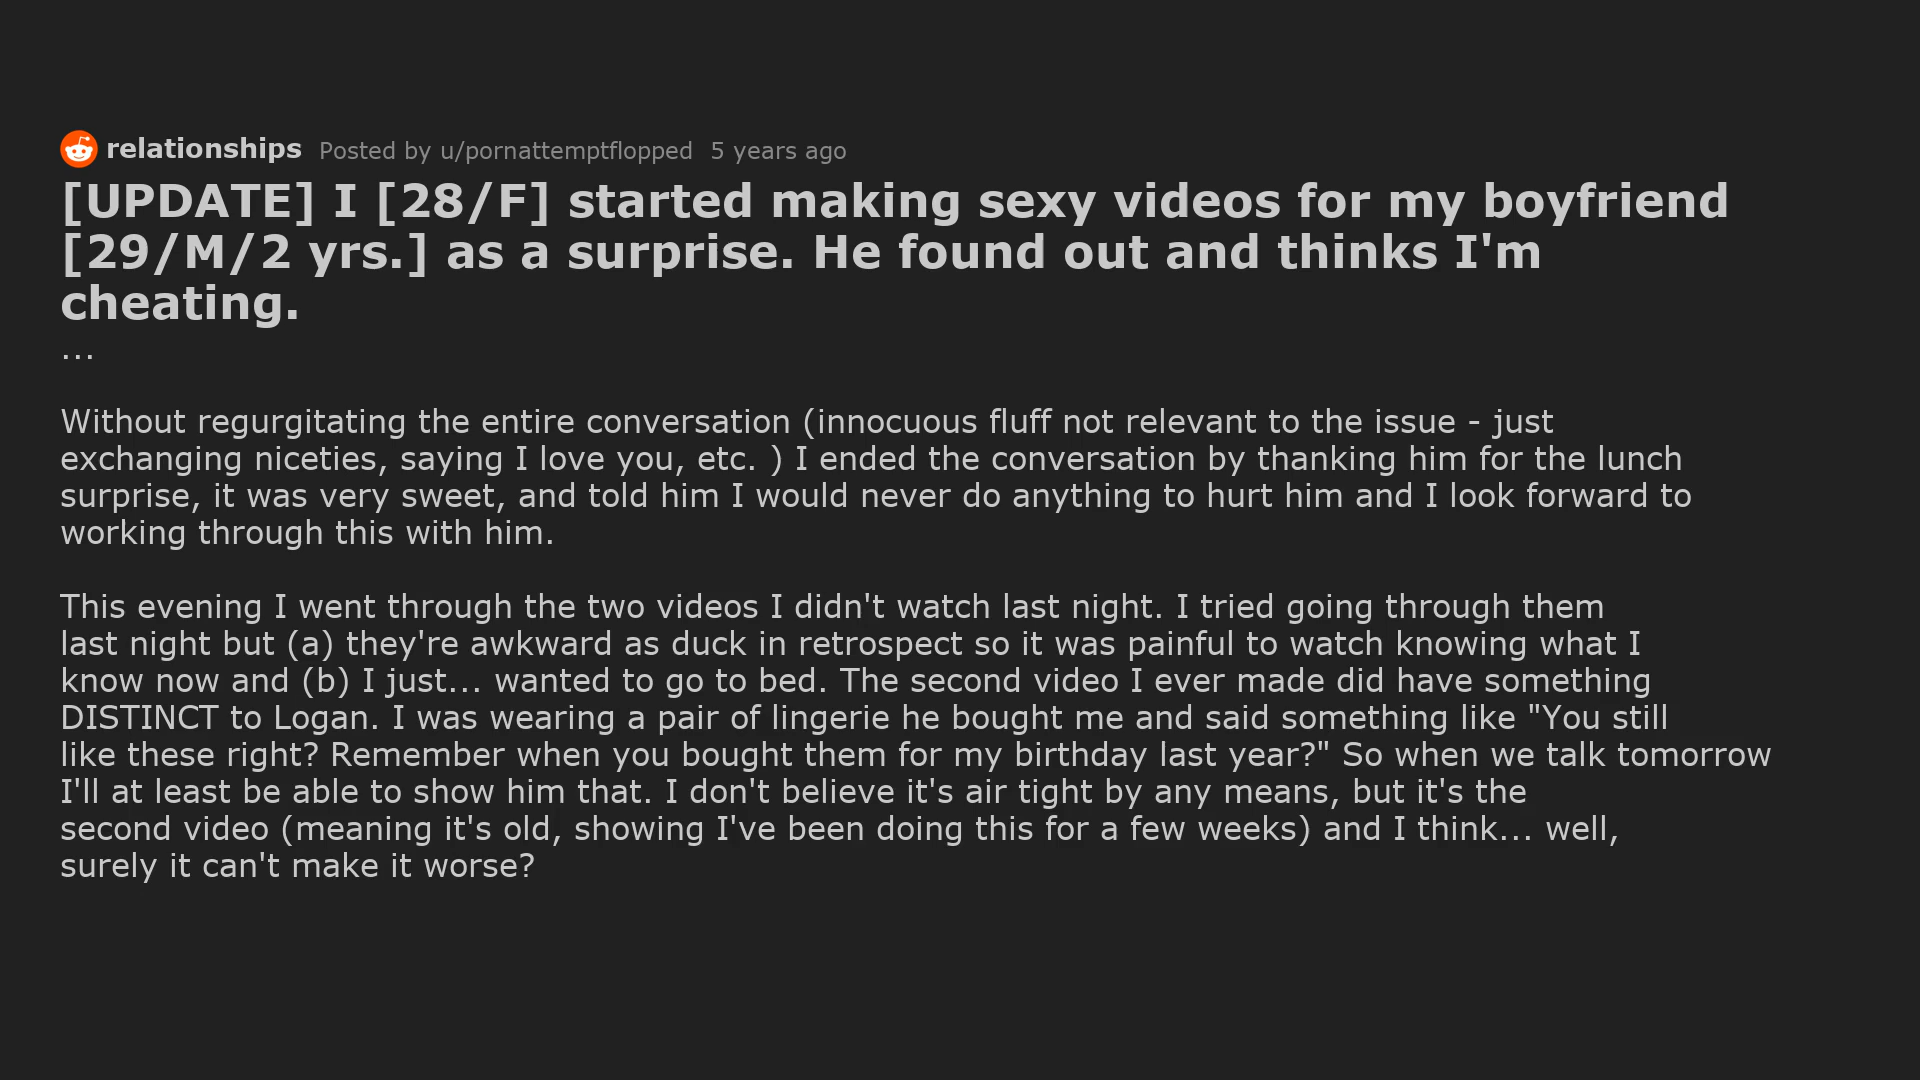 relationships Posted by u/pornattemptflopped 5 years ago
[UPDATE] I [28/F] started making sexy videos for my boyfriend
[29/M/2 yrs.] as a surprise. He found out and thinks I'm
cheating.
...
Without regurgitating the entire conversation (innocuous fluff not relevant to the issue - just
exchanging niceties, saying I love you, etc. ) I ended the conversation by thanking him for the lunch
surprise, it was very sweet, and told him I would never do anything to hurt him and I look forward to
working through this with him.
This evening I went through the two videos I didn't watch last night. I tried going through them
last night but (a) they're awkward as duck in retrospect so it was painful to watch knowing what I
know now and (b) I just... wanted to go to bed. The second video I ever made did have something
DISTINCT to Logan. I was wearing a pair of lingerie he bought me and said something like "You still
like these right? Remember when you bought them for my birthday last year?" So when we talk tomorrow
I'll at least be able to show him that. I don't believe it's air tight by any means, but it's the
second video (meaning it's old, showing I've been doing this for a few weeks) and I think... well,
surely it can't make it worse?